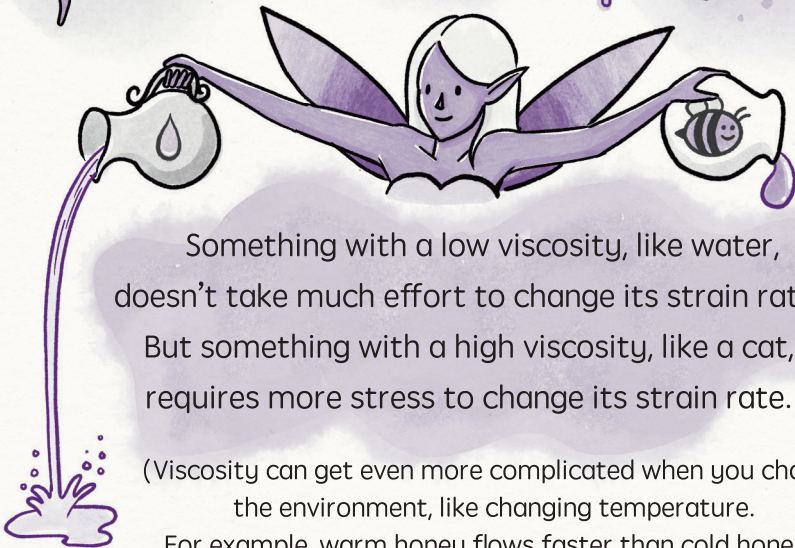 Something with a low viscosity, like water,
doesn't take much effort to change its strain
But something with a high viscosity, like a cat,
requires more stress to change its strain rate.
(Viscosity can get even more complicated when you
the environment, like changing temperature.
For example, warm honey flows faster than cold